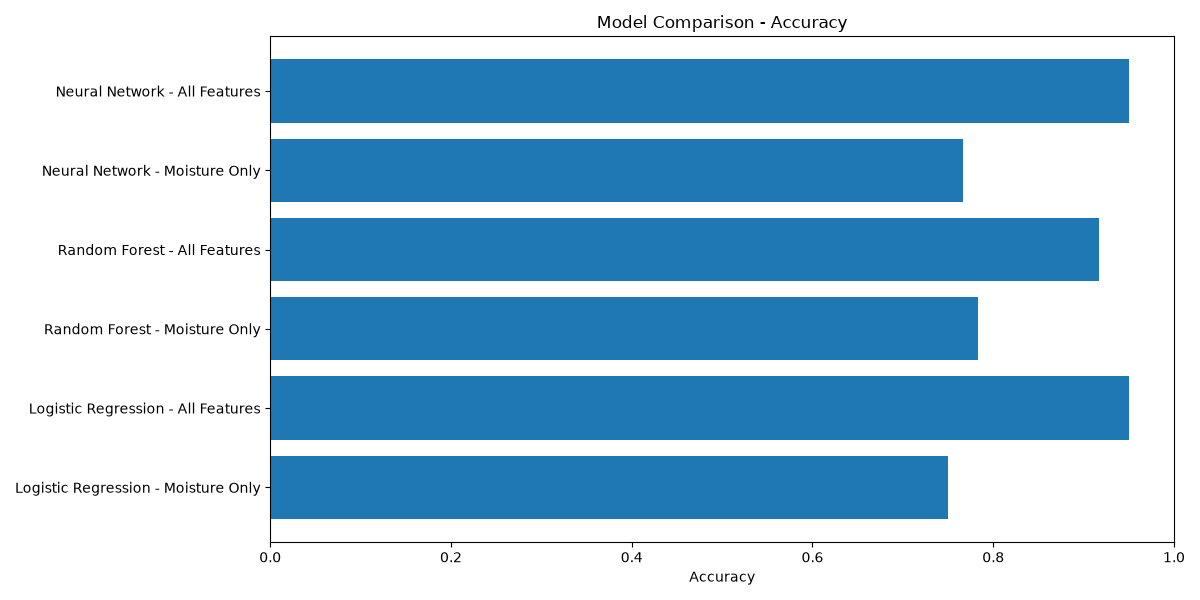 Model Comparison - Accuracy
Neural Network - All Features
Neural Network - Moisture Only
Random Forest - All Features
Random Forest - Moisture Only
Logistic Regression - All Features
Logistic Regression - Moisture Only
0.0 0.2 0.4 0.6 0.8 1.0
Accuracy